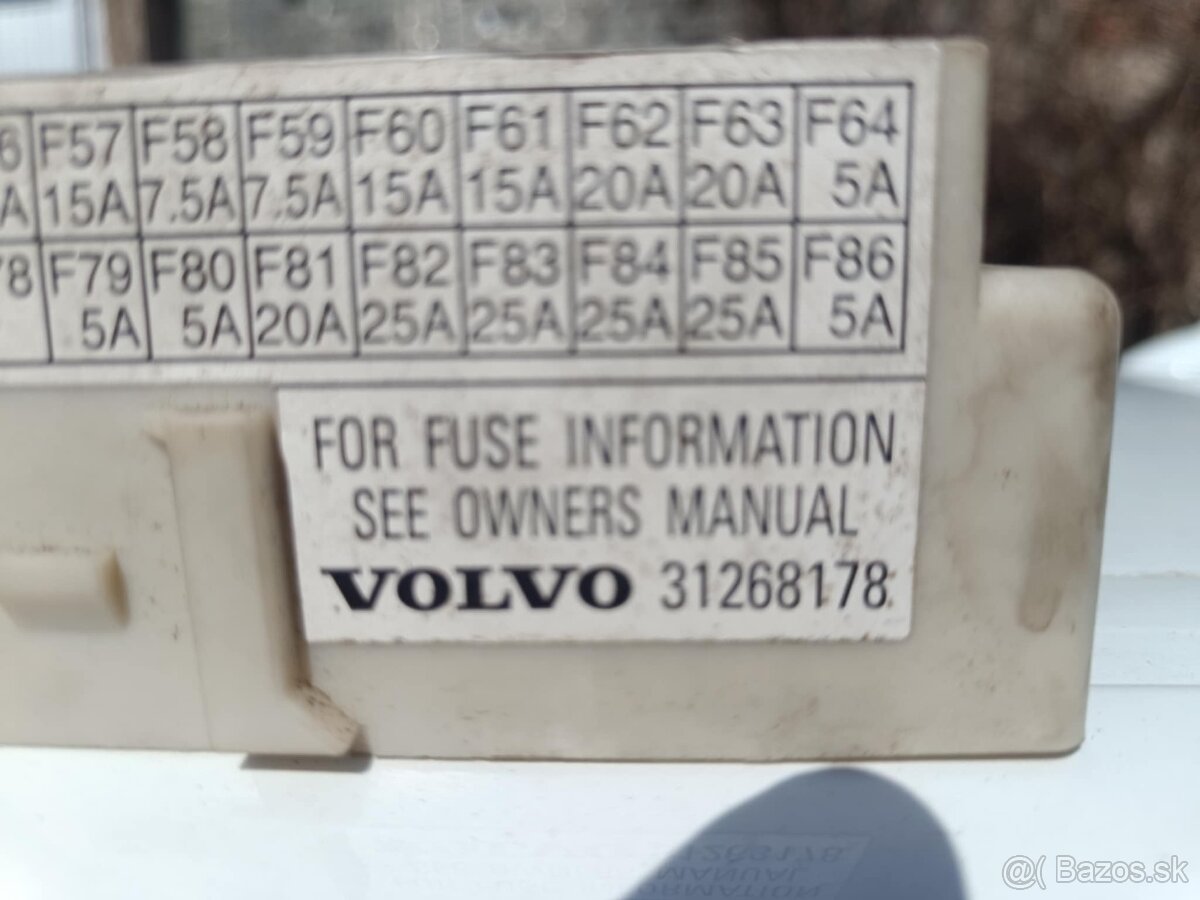 6 F57 F58 F59 F60 F61 F62 F63 F64
A 15A 7.5A 7.5A 15A 15A 20A 20A 5A
78 F79 F80 F81 F82 F83 F84 F85 F86
5A 5A 20A 25A 25A 25A 25A 5A
FOR FUSE INFORMATION
SEE OWNERS MANUAL
VOLVO 31268178
@( Bazos.sk